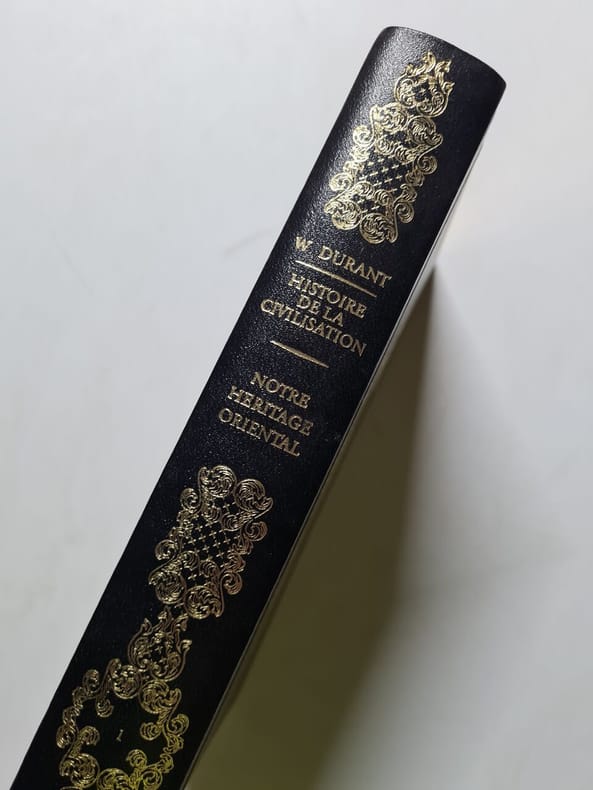 W. DURANT
HISTOIRE
DE LA
CIVILISATION
NOTRE
HERITAGE
ORIENTAL
1